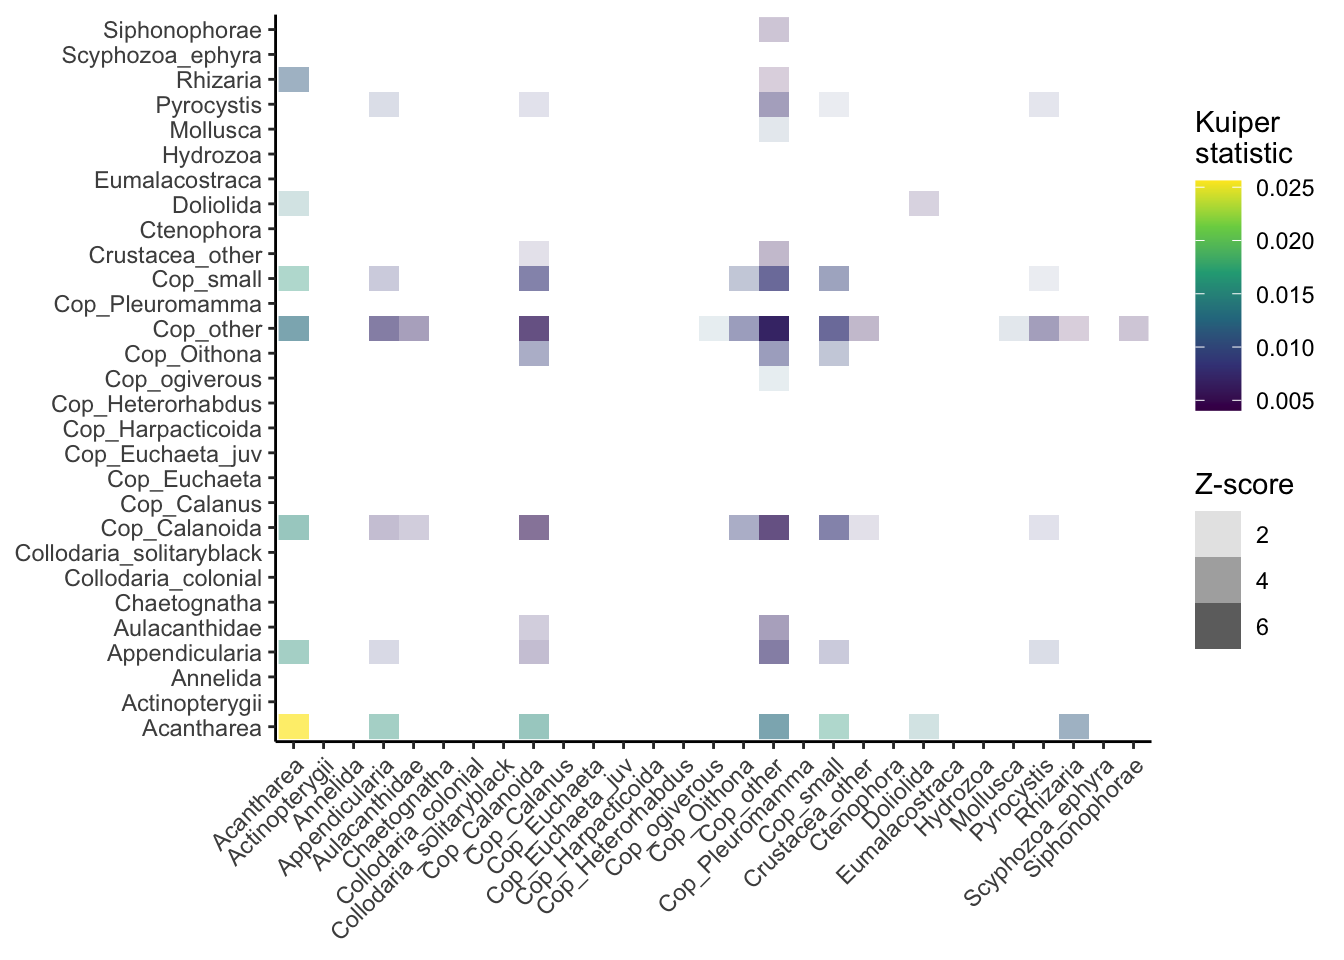 Siphonophorae
Scyphozoa_ephyra
Rhizaria
Pyrocystis
Mollusca
Hydrozoa
Eumalacostraca
Doliolida
Ctenophora
Crustacea_other
Cop_small
Cop_Pleuromamma
Cop_other
Cop_Oithona
Cop_ogiverous
Cop_Heterorhabdus
Cop_Harpacticoida
Cop_Euchaeta_juv
Cop_Euchaeta
Cop_Calanus
Cop_Calanoida
Collodaria_solitaryblack
Collodaria_colonial
Chaetognatha
Aulacanthidae
Appendicularia
Annelida
Actinopterygii
Acantharea
Acantharea
Actinopterygii
Annelida
Appendicularia
Aulacanthidae
Chaetognatha
Collodaria_colonial
Collodaria_solitaryblack
Cop_Calanoida
Cop_Calanus
Cop_Euchaeta
Cop_Euchaeta_juv
Cop_Harpacticoida
Cop_Heterorhabdus
Cop_ogiverous
Cop_Oithona
Cop_other
Cop_Pleuromamma
Cop_small
Crustacea_other
Ctenophora
Doliolida
Eumalacostraca
Hydrozoa
Mollusca
Pyrocystis
Rhizaria
Scyphozoa_ephyra
Siphonophorae
Kuiper
statistic
0.025
0.020
0.015
0.010
0.005
Z-score
2
4
6